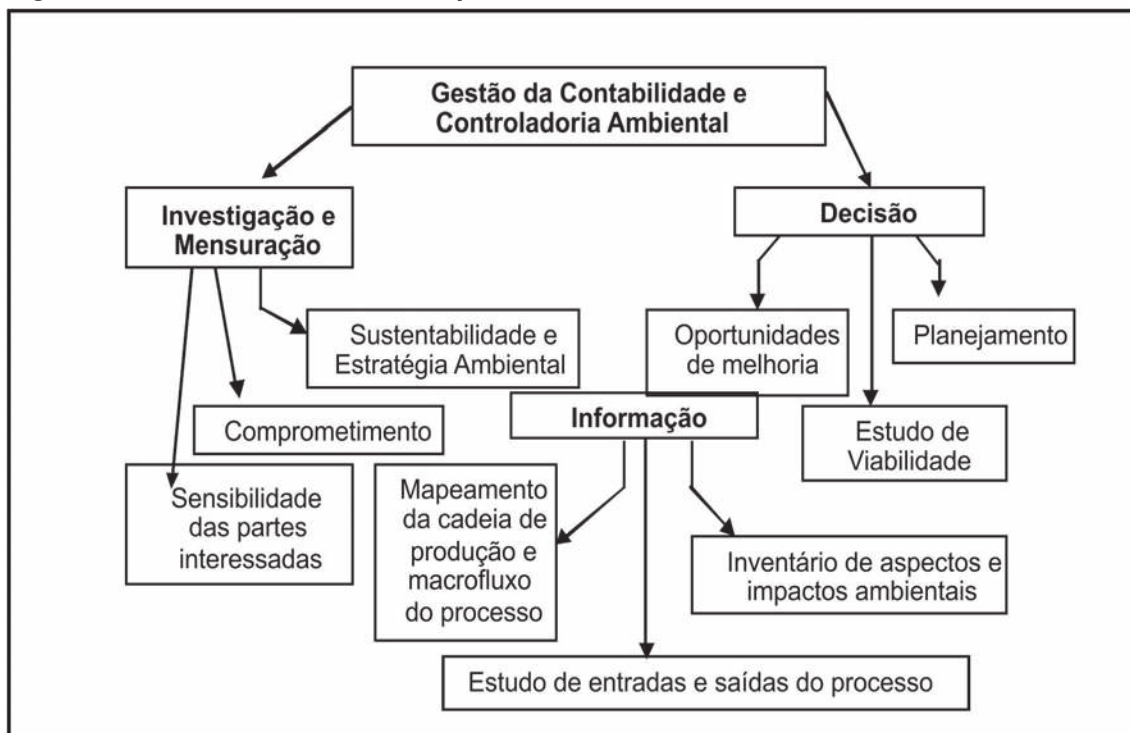 Gestão da Contabilidade e
Controladoria Ambiental
Investigação e
Mensuração
Decisão
Sustentabilidade e
Estratégia Ambiental
Oportunidades
de melhoria
Planejamento
Comprometimento
Informação
Estudo de
Viabilidade
Sensibilidade
das partes
interessadas
Mapeamento
da cadeia de
produção e
macrofluxo
do processo
Inventário de aspectos e
impactos ambientais
Estudo de entradas e saídas do processo